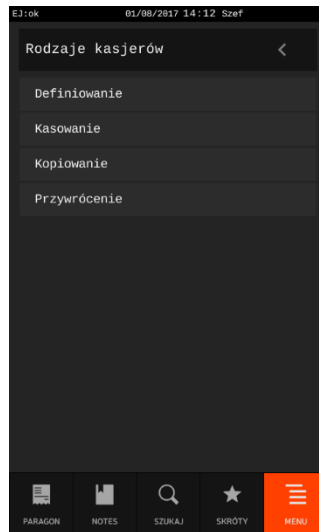 EJ:ok 01/08/2017 14:12 Szef
Rodzaje kasjerów
Definiowanie
Kasowanie
Kopiowanie
Przywrócenie
PARAGON NOTES SZUKAJ SKRÓTY MENU